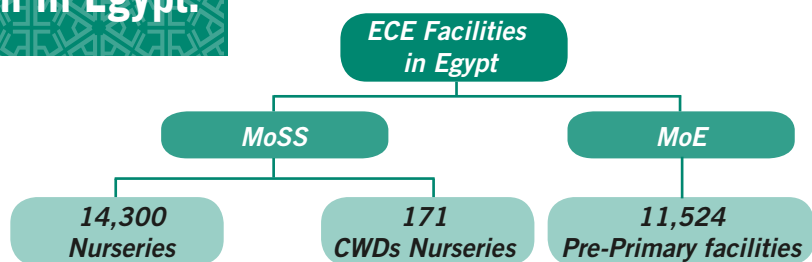 in Egypt.
ECE Facilities
in Egypt
MoSS
MoE
14,300
Nurseries
171
CWDs Nurseries
11,524
Pre-Primary facilities